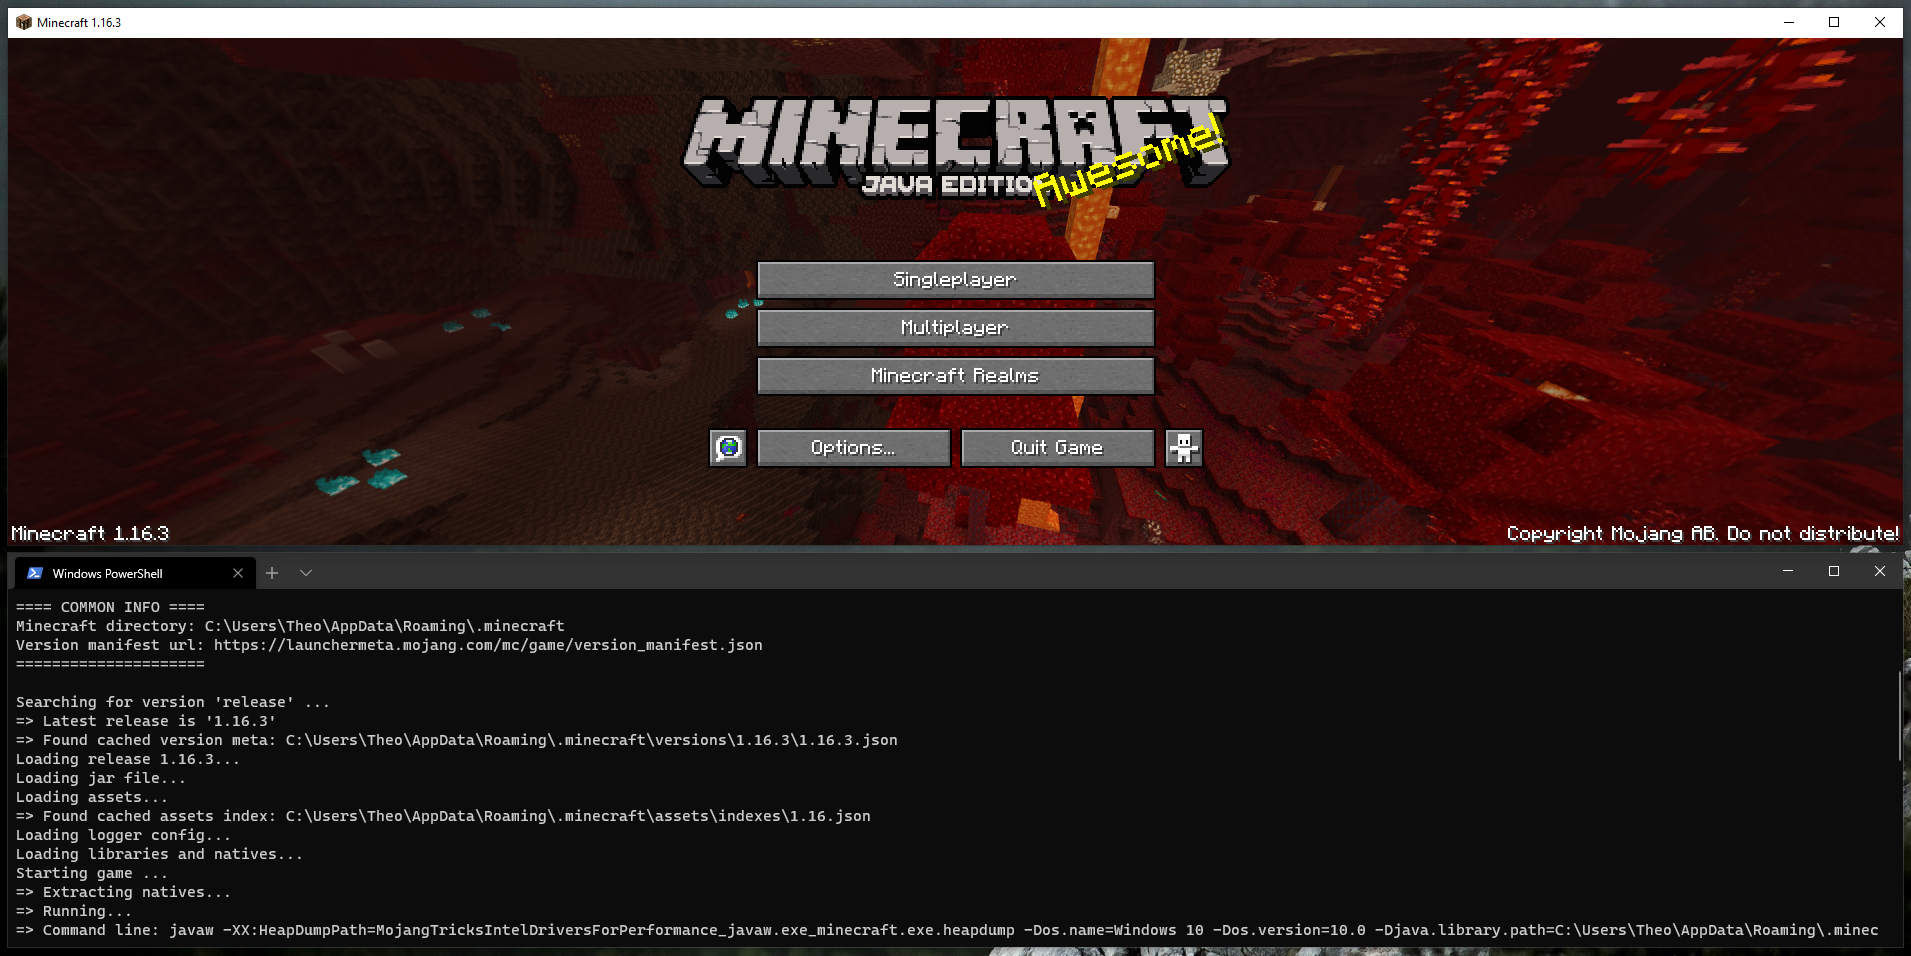 Minecraft 1.16.3
MINECRAFT
JAVA EDITION
Awesome!
Singleplayer
Multiplayer
Minecraft Realms
Options...
Quit Game
Minecraft 1.16.3
Copyright Mojang AB. Do not distribute!
Windows PowerShell
==== COMMON INFO ====
Minecraft directory: C:\Users\Theo\AppData\Roaming\.minecraft
Version manifest url: https://launchermeta.mojang.com/mc/game/version_manifest.json
=====================
Searching for version 'release' ...
=> Latest release is '1.16.3'
=> Found cached version meta: C:\Users\Theo\AppData\Roaming\.minecraft\versions\1.16.3\1.16.3.json
Loading release 1.16.3...
Loading jar file...
Loading assets...
=> Found cached assets index: C:\Users\Theo\AppData\Roaming\.minecraft\assets\indexes\1.16.json
Loading logger config...
Loading libraries and natives...
Starting game ...
=> Extracting natives...
=> Running...
=> Command line: javaw -XX:HeapDumpPath=MojangTricksIntelDriversForPerformance_javaw.exe_minecraft.exe.heapdump -Dos.name=Windows 10 -Dos.version=10.0 -Djava.library.path=C:\Users\Theo\AppData\Roaming\.minec